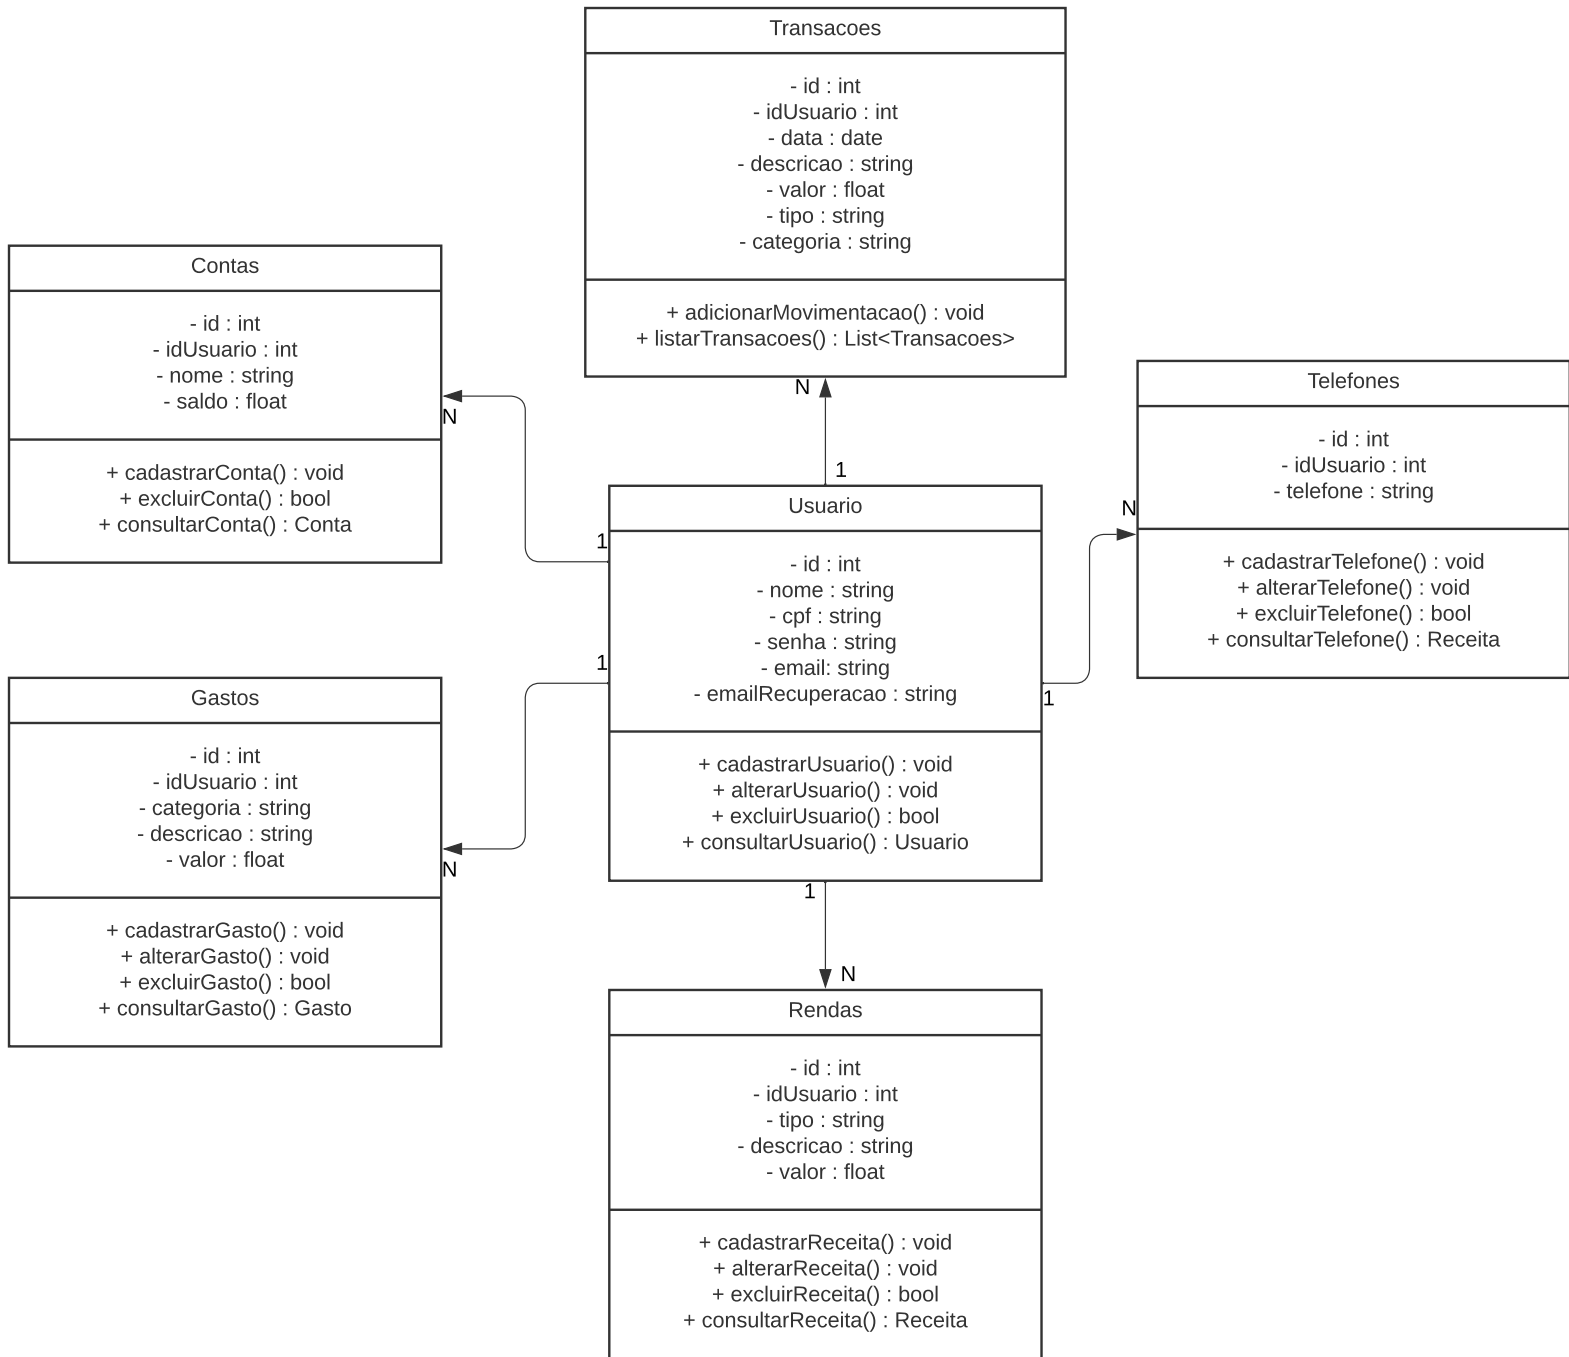 Transacoes
- id : int
- idUsuario : int
- data : date
- descricao : string
- valor : float
- tipo : string
- categoria : string
+ adicionarMovimentacao() : void
+ listarTransacoes() : List<Transacoes>
N
1
Contas
- id : int
- idUsuario : int
- nome : string
- saldo : float
+ cadastrarConta() : void
+ excluirConta() : bool
+ consultarConta() : Conta
N
1
Telefones
- id : int
- idUsuario : int
- telefone : string
+ cadastrarTelefone() : void
+ alterarTelefone() : void
+ excluirTelefone() : bool
+ consultarTelefone() : Receita
N
1
Usuario
- id : int
- nome : string
- cpf : string
- senha : string
- email: string
- emailRecuperacao : string
+ cadastrarUsuario() : void
+ alterarUsuario() : void
+ excluirUsuario() : bool
+ consultarUsuario() : Usuario
1
N
Gastos
- id : int
- idUsuario : int
- categoria : string
- descricao : string
- valor : float
+ cadastrarGasto() : void
+ alterarGasto() : void
+ excluirGasto() : bool
+ consultarGasto() : Gasto
1
N
Rendas
- id : int
- idUsuario : int
- tipo : string
- descricao : string
- valor : float
+ cadastrarReceita() : void
+ alterarReceita() : void
+ excluirReceita() : bool
+ consultarReceita() : Receita